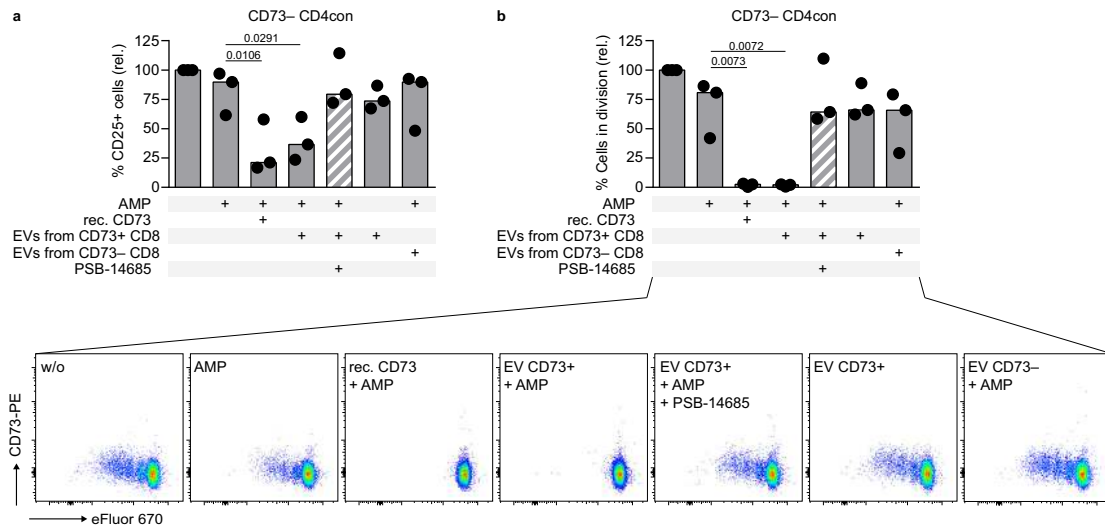 a
CD73– CD4con
% CD25+ cells (rel.)
125
100
75
50
25
0
0.0291
0.0106
AMP + + + + +
rec. CD73 +
EVs from CD73+ CD8 + + +
EVs from CD73– CD8 +
PSB-14685 +
b
CD73– CD4con
% Cells in division (rel.)
125
100
75
50
25
0
0.0072
0.0073
AMP + + + + +
rec. CD73 +
EVs from CD73+ CD8 + + +
EVs from CD73– CD8 +
PSB-14685 +
w/o
AMP
rec. CD73
+ AMP
EV CD73+
+ AMP
EV CD73+
+ AMP
+ PSB-14685
EV CD73+
EV CD73–
+ AMP
CD73-PE
eFluor 670